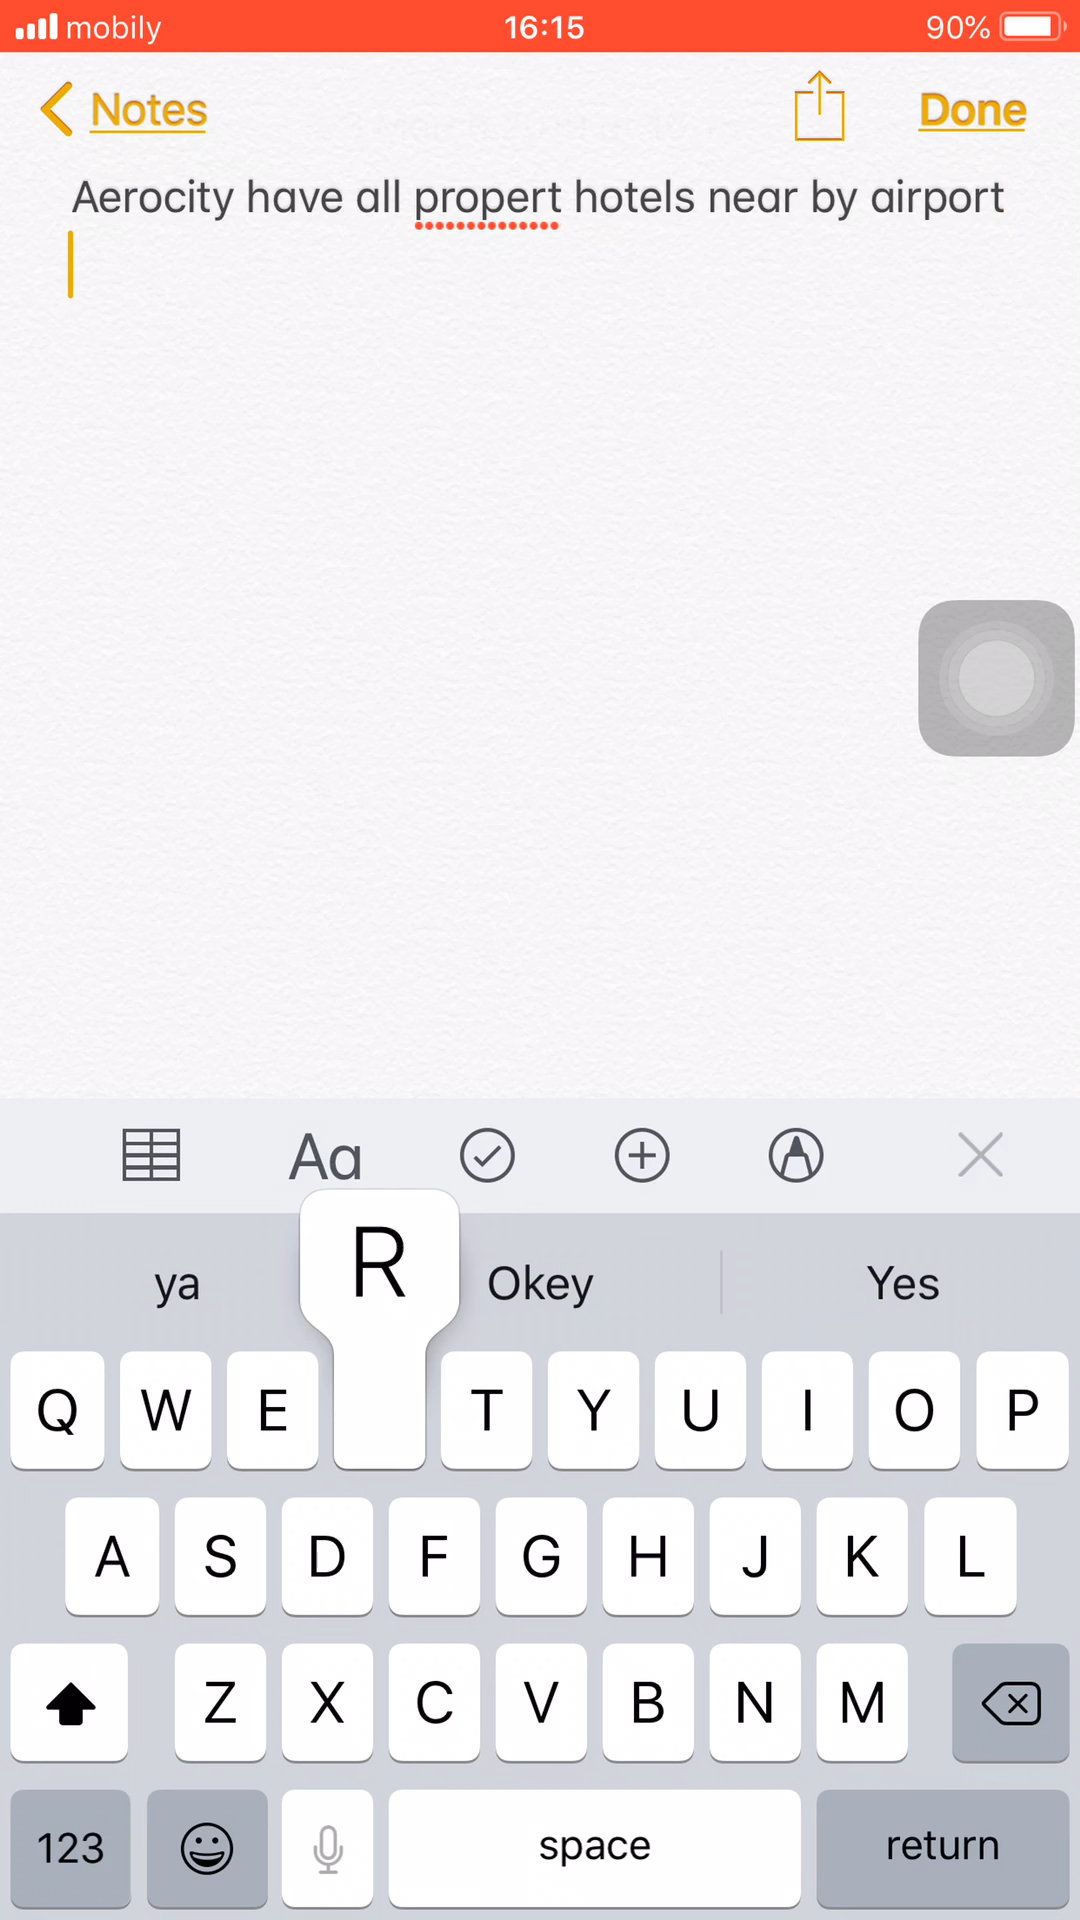 mobily 16:15 90%
Notes Done
Aerocity have all propert hotels near by airport
Aa
ya Okey Yes
Q W E R T Y U I O P
A S D F G H J K L
Z X C V B N M
123 space return